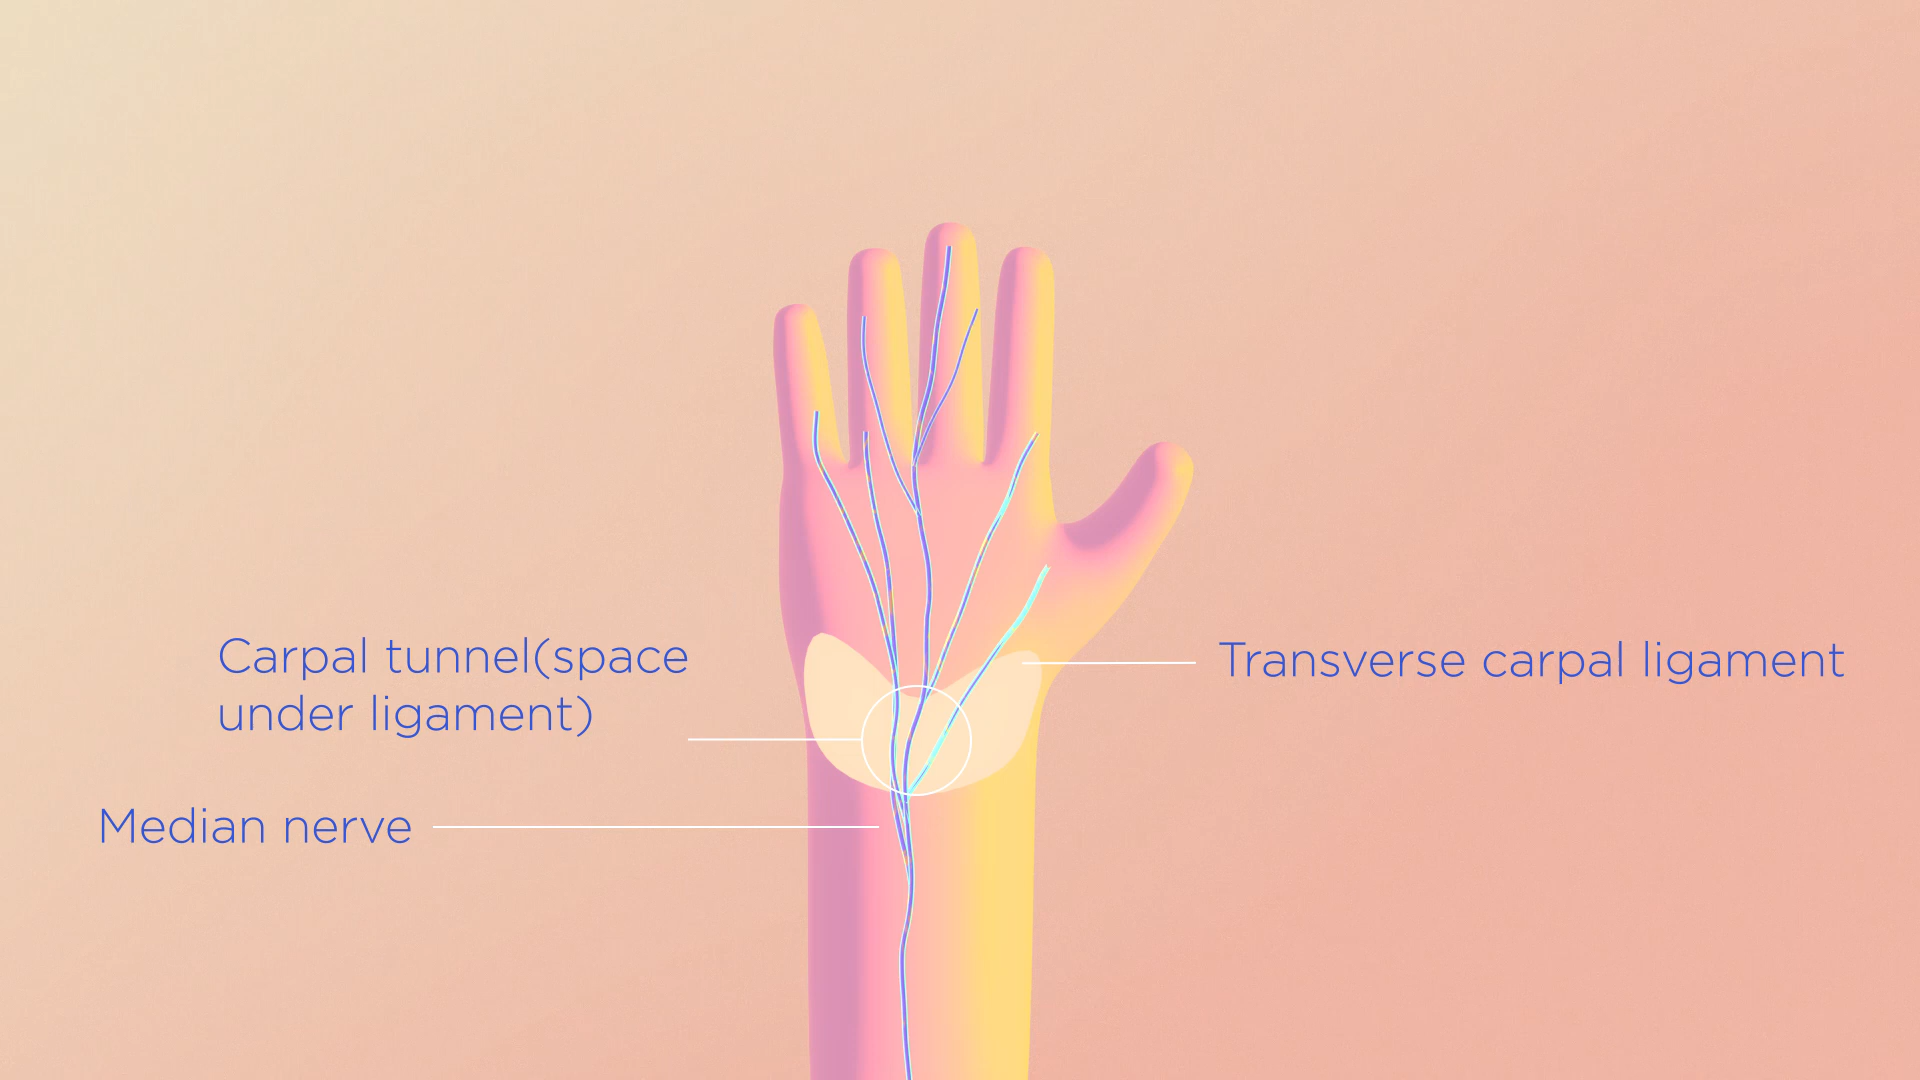 Carpal tunnel(space
under ligament)
Transverse carpal ligament
Median nerve